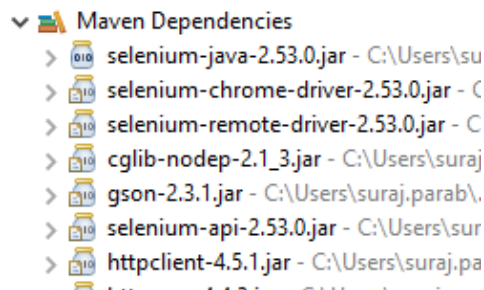 Maven Dependencies
selenium-java-2.53.0.jar - C:\Users\su
selenium-chrome-driver-2.53.0.jar - C
selenium-remote-driver-2.53.0.jar - C
cglib-nodep-2.1_3.jar - C:\Users\suraj
gson-2.3.1.jar - C:\Users\suraj.parab\.
selenium-api-2.53.0.jar - C:\Users\sur
httpclient-4.5.1.jar - C:\Users\suraj.pa